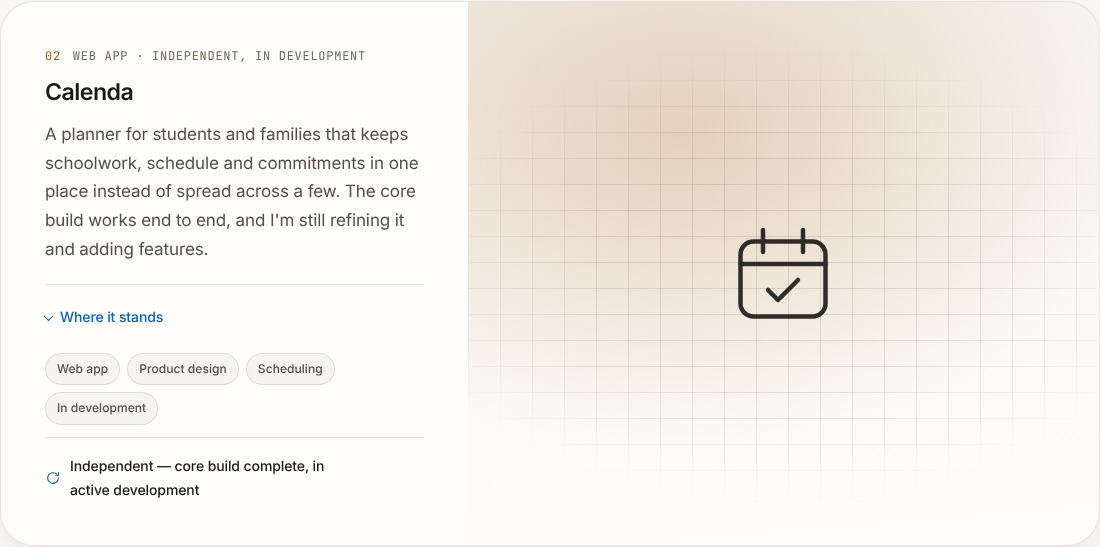 02 WEB APP · INDEPENDENT, IN DEVELOPMENT
Calenda
A planner for students and families that keeps
schoolwork, schedule and commitments in one
place instead of spread across a few. The core
build works end to end, and I'm still refining it
and adding features.
Where it stands
Web app
Product design
Scheduling
In development
Independent — core build complete, in
active development